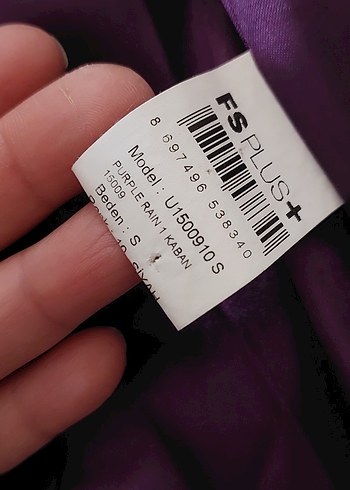 FS PLUS+
8 697496 538340
Model : U1500910 S
PURPLE RAIN 1 KABAN
15009
Beden : S